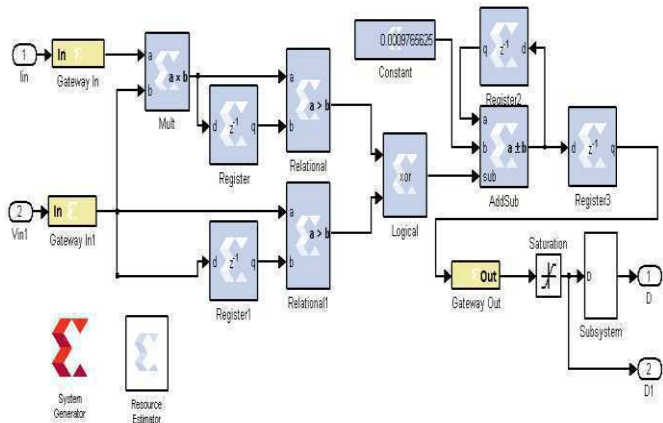 1
Iin
In
Gateway In
a
b
a × b
Mult
d
z-1
q
Register
a
b
a > b
Relational
2
Vin1
In
Gateway In1
d
z-1
q
Register1
a
b
a > b
Relational1
xor
Logical
0.0009765625
Constant
q
z-1
d
Register2
a
b
sub
a ± b
AddSub
d
z-1
q
Register3
Out
Gateway Out
Saturation
D
Subsystem
1
D
2
D1
System
Generator
Resource
Estimator